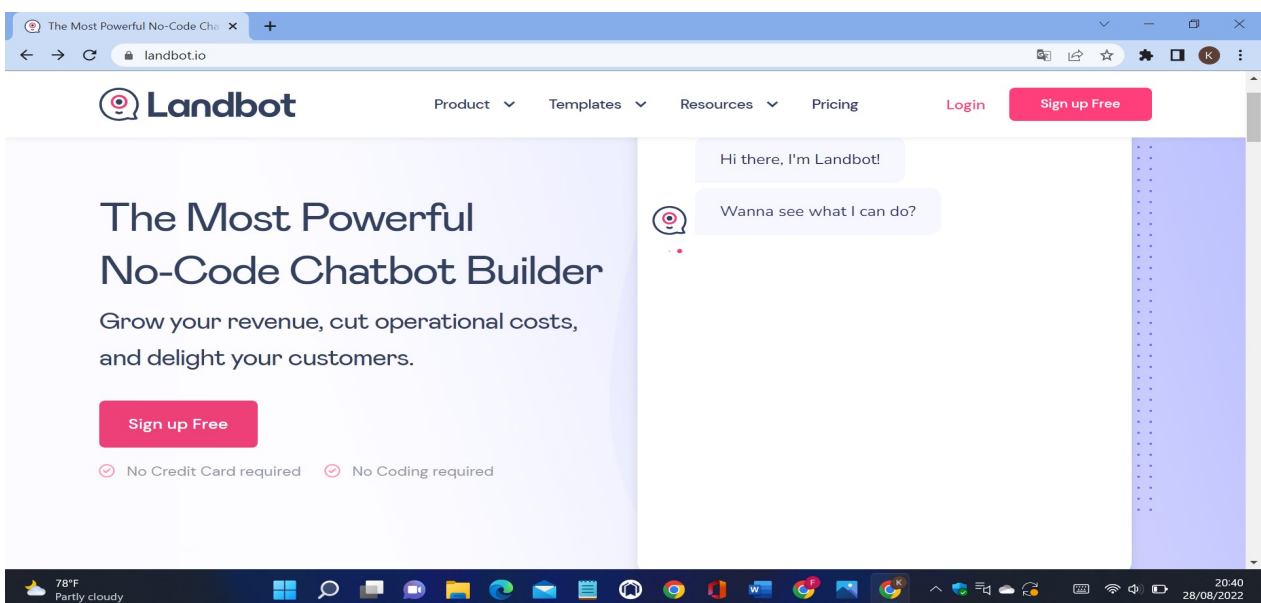 The Most Powerful No-Code Cha
landbot.io
K
Landbot
Product
Templates
Resources
Pricing
Login
Sign up Free
Hi there, I'm Landbot!
Wanna see what I can do?
The Most Powerful
No-Code Chatbot Builder
Grow your revenue, cut operational costs,
and delight your customers.
Sign up Free
No Credit Card required
No Coding required
78°F
Partly cloudy
20:40
28/08/2022